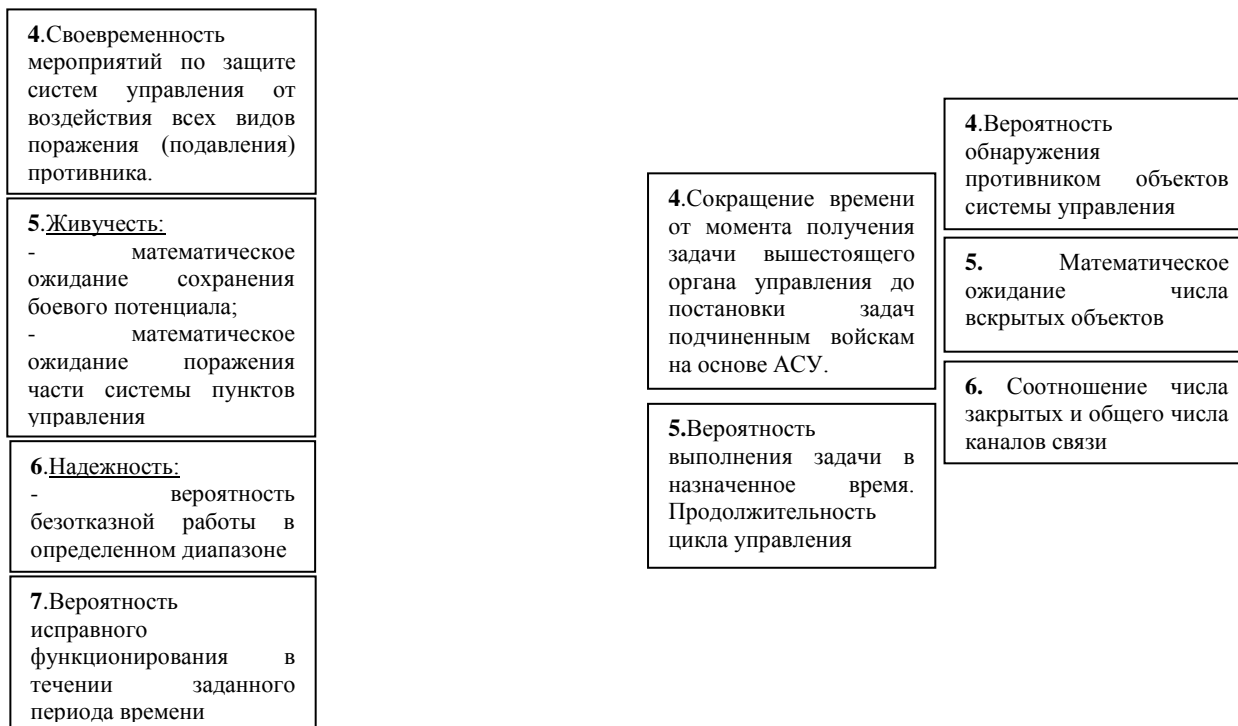 4.Своевременность
мероприятий по защите
систем управления от
воздействия всех видов
поражения (подавления)
противника.
5.Живучесть:
- математическое
ожидание сохранения
боевого потенциала;
- математическое
ожидание поражения
части системы пунктов
управления
6.Надежность:
- вероятность
безотказной работы в
определенном диапазоне
7.Вероятность
исправного
функционирования в
течении заданного
периода времени
4.Сокращение времени
от момента получения
задачи вышестоящего
органа управления до
постановки задач
подчиненным войскам
на основе АСУ.
5.Вероятность
выполнения задачи в
назначенное время.
Продолжительность
цикла управления
4.Вероятность
обнаружения
противником объектов
системы управления
5. Математическое
ожидание числа
вскрытых объектов
6. Соотношение числа
закрытых и общего числа
каналов связи